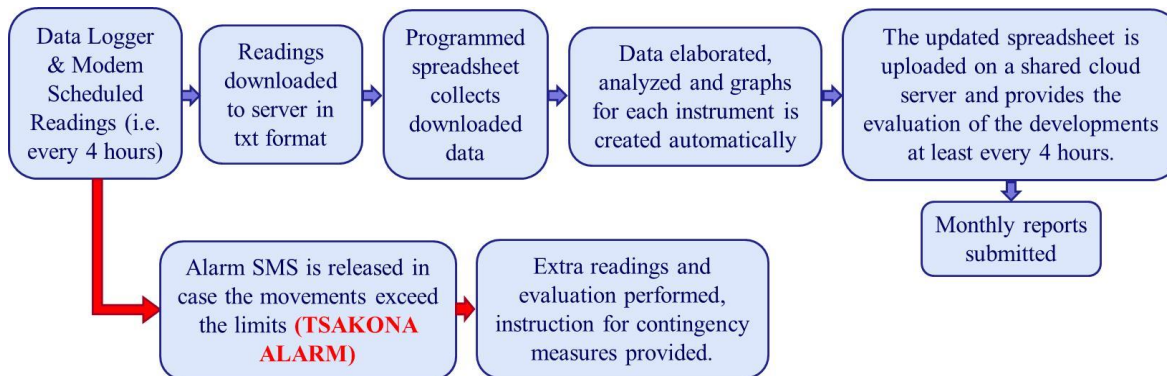 Data Logger
& Modem
Scheduled
Readings (i.e.
every 4 hours)
Readings
downloaded
to server in
txt format
Programmed
spreadsheet
collects
downloaded
data
Data elaborated,
analyzed and graphs
for each instrument is
created automatically
The updated spreadsheet is
uploaded on a shared cloud
server and provides the
evaluation of the developments
at least every 4 hours.
Monthly reports
submitted
Alarm SMS is released in
case the movements exceed
the limits (TSAKONA
ALARM)
Extra readings and
evaluation performed,
instruction for contingency
measures provided.